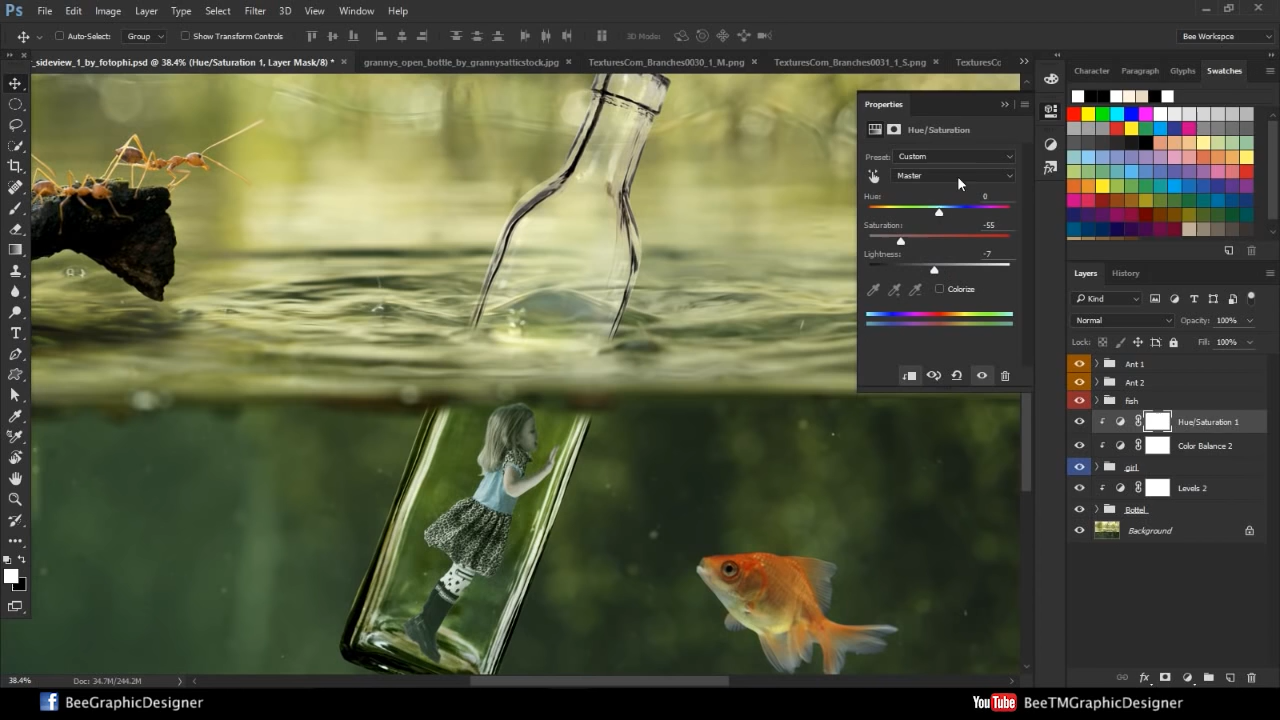 Ps File Edit Image Layer Type Select Filter 3D View Window Help
Auto-Select: Group Show Transform Controls 3D Mode: Bee Workspce
_sideview_1_by_fotophi.psd @ 38.4% (Hue/Saturation 1, Layer Mask/8) * × grannys_open_bottle_by_grannysatticstock.jpg × TexturesCom_Branches0030_1_M.png × TexturesCom_Branches0031_1_S.png × TexturesCc
Character Paragraph Glyphs Swatches
Properties
Hue/Saturation
Preset: Custom
Master
Hue: 0
Saturation: -55
Lightness: -7
Colorize
Layers History
Kind
Normal Opacity: 100%
Lock: Fill: 100%
Ant 1
Ant 2
fish
Hue/Saturation 1
Color Balance 2
girl
Levels 2
Bottel
Background
38.4% Doc: 34.7M/244.2M
f BeeGraphicDesigner
YouTube BeeTMGraphicDesigner